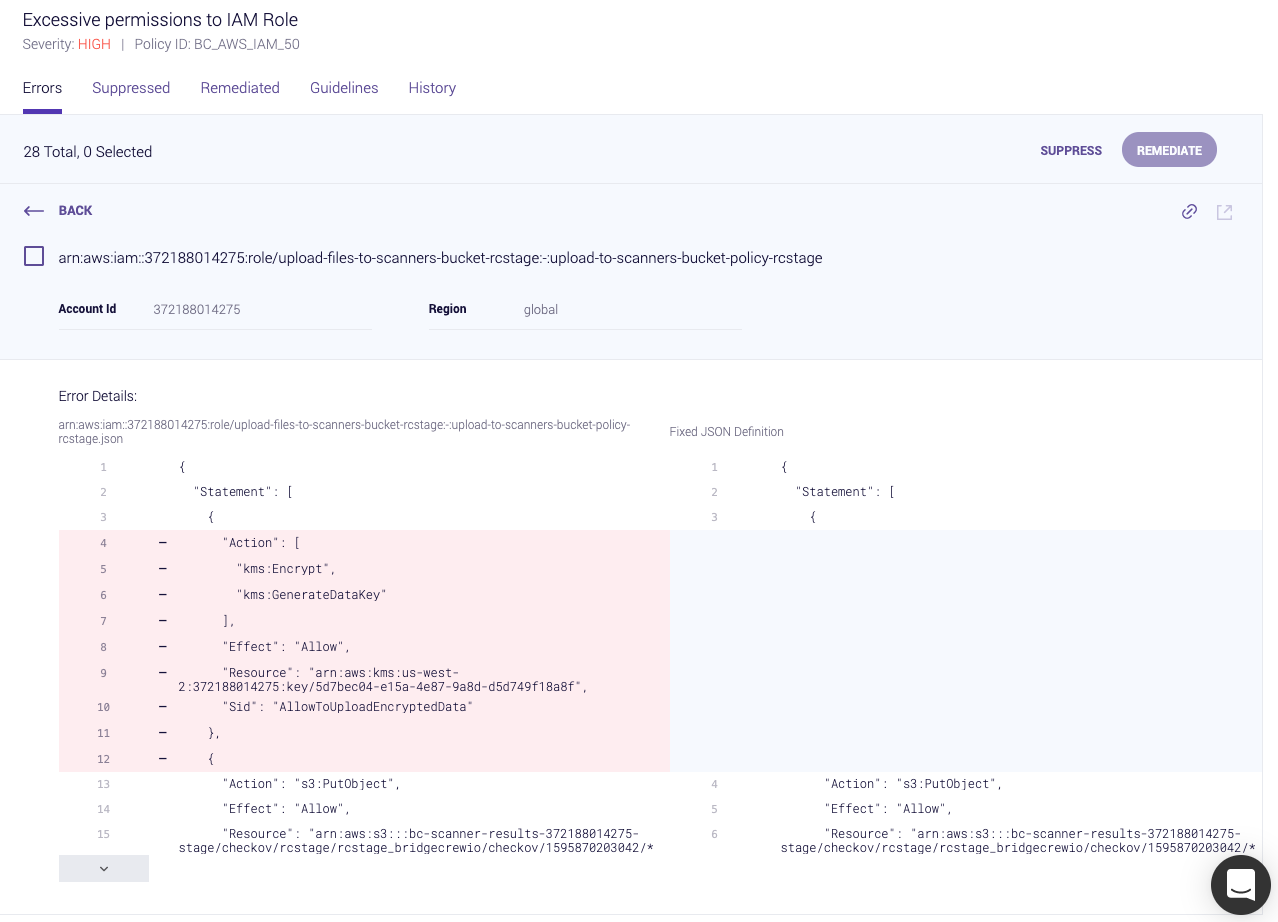 Excessive permissions to IAM Role
Severity: HIGH | Policy ID: BC_AWS_IAM_50
Errors Suppressed Remediated Guidelines History
28 Total, 0 Selected SUPPRESS REMEDIATE
BACK
arn:aws:iam::372188014275:role/upload-files-to-scanners-bucket-rcstage:-:upload-to-scanners-bucket-policy-rcstage
Account Id 372188014275 Region global
Error Details:
arn:aws:iam::372188014275:role/upload-files-to-scanners-bucket-rcstage:-:upload-to-scanners-bucket-policy-
rcstage.json
1 {
2 "Statement": [
3 {
4 – "Action": [
5 – "kms:Encrypt",
6 – "kms:GenerateDataKey"
7 – ],
8 – "Effect": "Allow",
9 – "Resource": "arn:aws:kms:us-west-
2:372188014275:key/5d7bec04-e15a-4e87-9a8d-d5d749f18a8f",
10 – "Sid": "AllowToUploadEncryptedData"
11 – },
12 – {
13 "Action": "s3:PutObject",
14 "Effect": "Allow",
15 "Resource": "arn:aws:s3:::bc-scanner-results-372188014275-
stage/checkov/rcstage/rcstage_bridgecrewio/checkov/1595870203042/*
Fixed JSON Definition
1 {
2 "Statement": [
3 {
4 "Action": "s3:PutObject",
5 "Effect": "Allow",
6 "Resource": "arn:aws:s3:::bc-scanner-results-372188014275-
stage/checkov/rcstage/rcstage_bridgecrewio/checkov/1595870203042/*